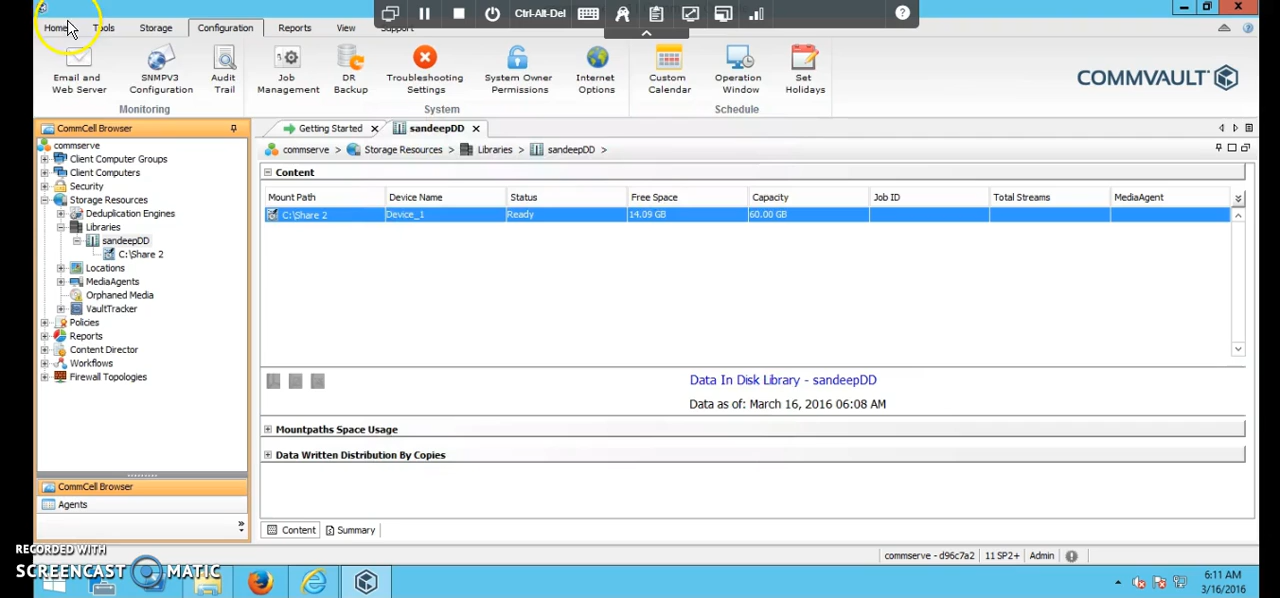 Ctrl-Alt-Del
Home Tools Storage Configuration Reports View Support
Email and Web Server
SNMPV3 Configuration
Audit Trail
Job Management
DR Backup
Troubleshooting Settings
System Owner Permissions
Internet Options
Custom Calendar
Operation Window
Set Holidays
COMMVAULT
Monitoring System Schedule
CommCell Browser
Getting Started
sandeepDD
commserve > Storage Resources > Libraries > sandeepDD >
commserve
Client Computer Groups
Client Computers
Security
Storage Resources
Deduplication Engines
Libraries
sandeepDD
C:\Share 2
Locations
MediaAgents
Orphaned Media
VaultTracker
Policies
Reports
Content Director
Workflows
Firewall Topologies
CommCell Browser
Agents
Content
Mount Path Device Name Status Free Space Capacity Job ID Total Streams MediaAgent
C:\Share 2 Device_1 Ready 14.09 GB 60.00 GB
Data In Disk Library - sandeepDD
Data as of: March 16, 2016 06:08 AM
Mountpaths Space Usage
Data Written Distribution By Copies
Content Summary
commserve - d96c7a2 11 SP2+ Admin
RECORDED WITH
SCREENCAST MATIC
6:11 AM
3/16/2016